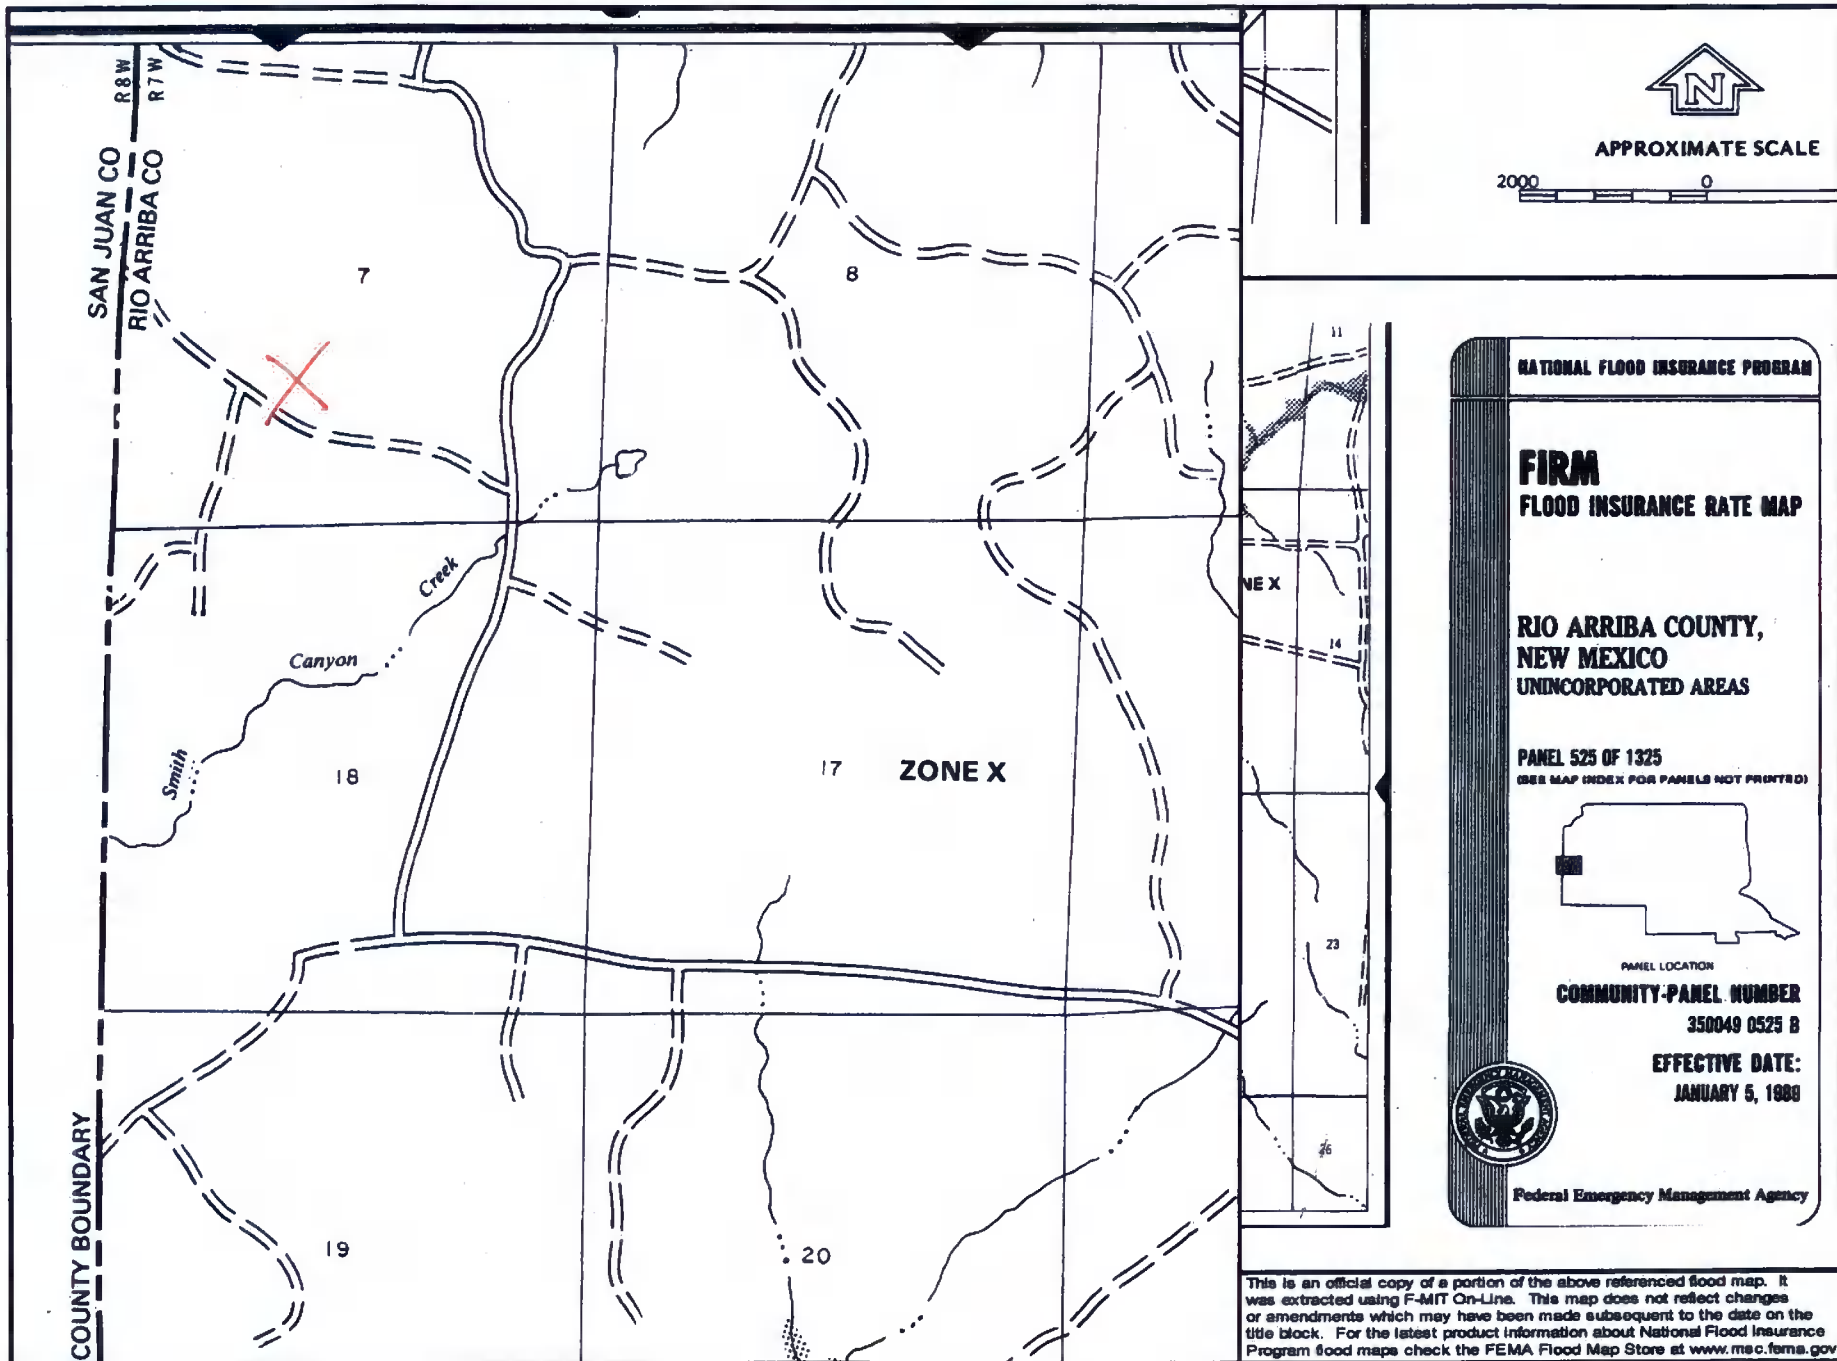 R8W
R7W
SAN JUAN CO
RIO ARRIBA CO
7
8
Creek
Canyon
Smith
18
17
ZONE X
19
20
COUNTY BOUNDARY
N
APPROXIMATE SCALE
2000
0
11
NE X
14
23
26
NATIONAL FLOOD INSURANCE PROGRAM
FIRM
FLOOD INSURANCE RATE MAP
RIO ARRIBA COUNTY,
NEW MEXICO
UNINCORPORATED AREAS
PANEL 525 OF 1325
(SEE MAP INDEX FOR PANELS NOT PRINTED)
PANEL LOCATION
COMMUNITY-PANEL NUMBER
350049 0525 B
EFFECTIVE DATE:
JANUARY 5, 1989
Federal Emergency Management Agency
This is an official copy of a portion of the above referenced flood map. It
was extracted using F-MIT On-Line. This map does not reflect changes
or amendments which may have been made subsequent to the date on the
title block. For the latest product information about National Flood Insurance
Program flood maps check the FEMA Flood Map Store at www.msc.fema.gov